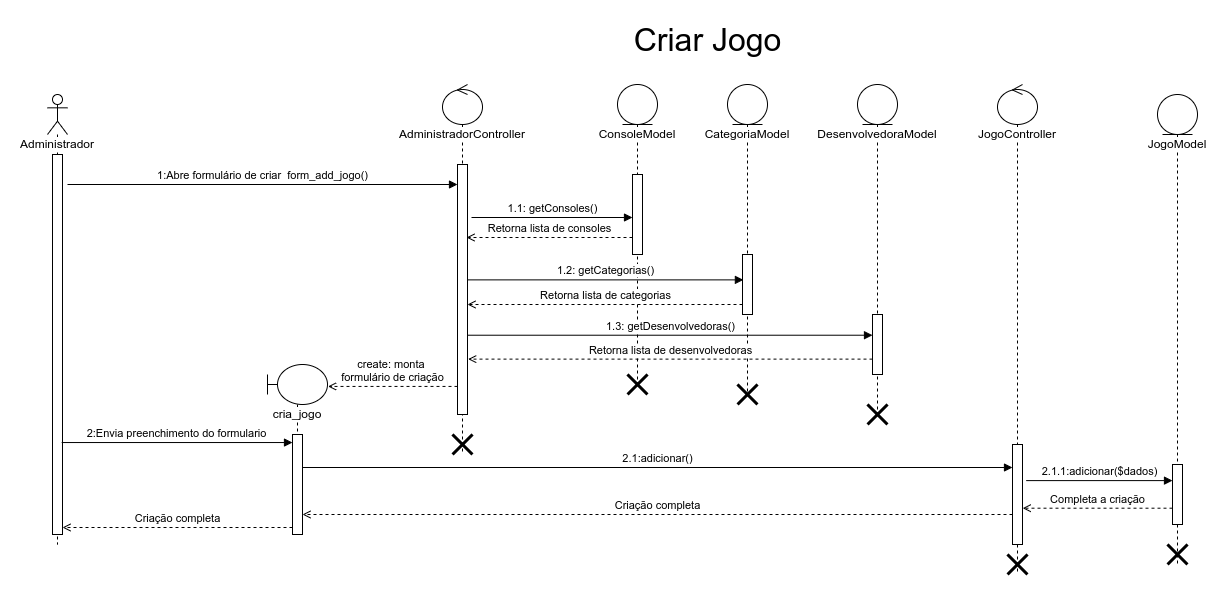 Criar Jogo
Administrador
AdministradorController
ConsoleModel
CategoriaModel
DesenvolvedoraModel
JogoController
JogoModel
1:Abre formulário de criar  form_add_jogo()
1.1: getConsoles()
Retorna lista de consoles
1.2: getCategorias()
Retorna lista de categorias
1.3: getDesenvolvedoras()
Retorna lista de desenvolvedoras
create: monta
formulário de criação
cria_jogo
2:Envia preenchimento do formulario
2.1:adicionar()
2.1.1:adicionar($dados)
Completa a criação
Criação completa
Criação completa